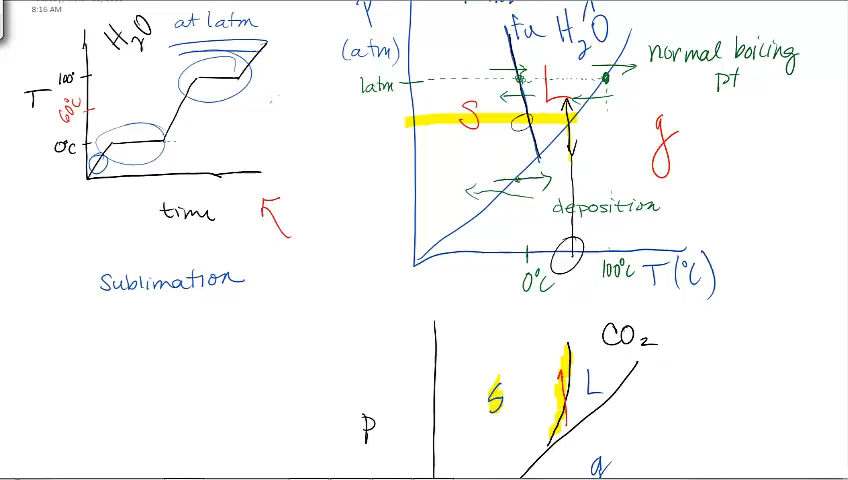 8:16 AM
H2O
at 1atm
T
100°
60°C
0°C
time
Sublimation
P
(atm)
1atm
H2O
normal boiling
pt
S
L
g
deposition
0°C
100°C
T(°C)
CO2
P
S
L
g